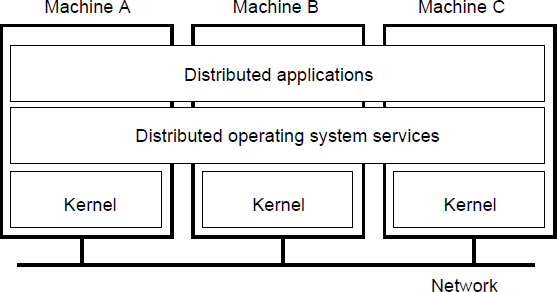 Machine A
Machine B
Machine C
Distributed applications
Distributed operating system services
Kernel
Kernel
Kernel
Network